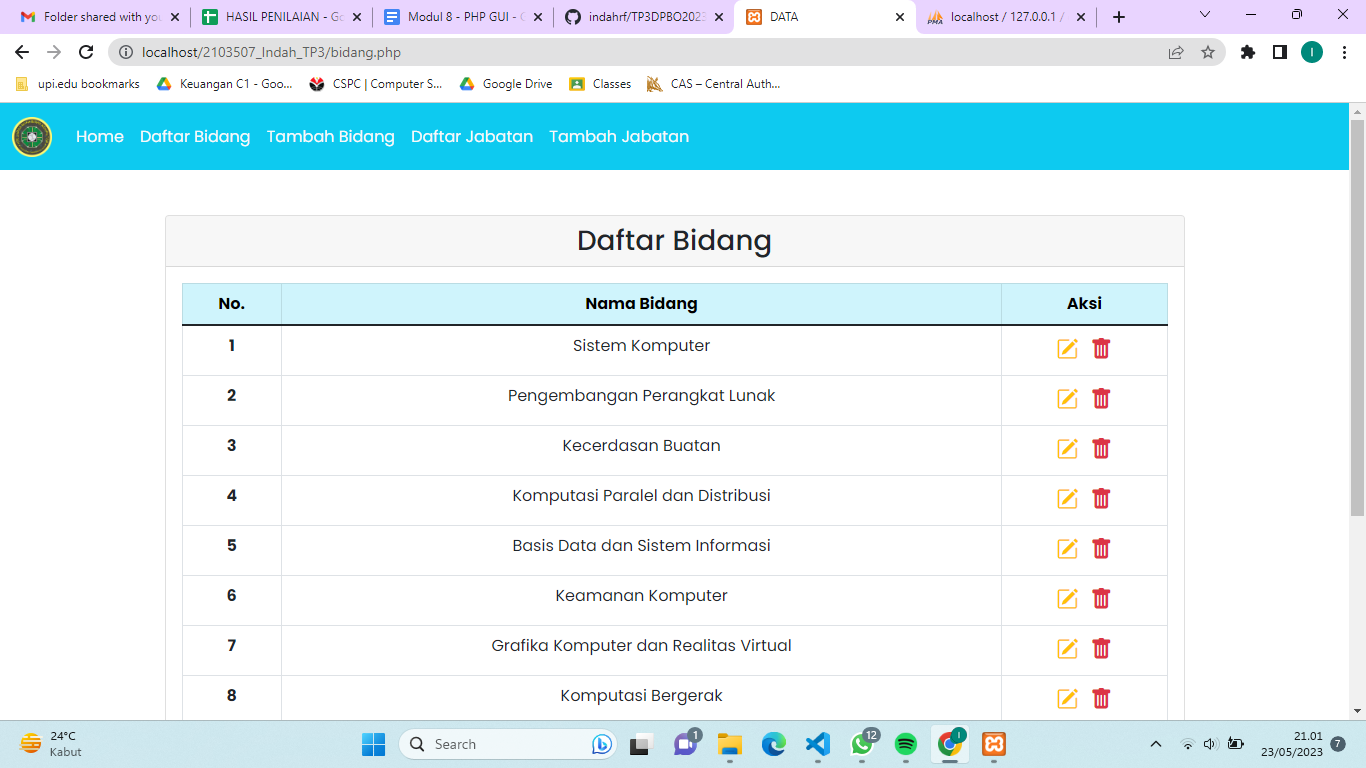 Folder shared with you
HASIL PENILAIAN - Go
Modul 8 - PHP GUI - G
indahrf/TP3DPBO2023
DATA
localhost / 127.0.0.1 /
localhost/2103507_Indah_TP3/bidang.php
I
upi.edu bookmarks
Keuangan C1 - Goo...
CSPC | Computer S...
Google Drive
Classes
CAS – Central Auth...
Home Daftar Bidang Tambah Bidang Daftar Jabatan Tambah Jabatan
Daftar Bidang
No. Nama Bidang Aksi
1 Sistem Komputer
2 Pengembangan Perangkat Lunak
3 Kecerdasan Buatan
4 Komputasi Paralel dan Distribusi
5 Basis Data dan Sistem Informasi
6 Keamanan Komputer
7 Grafika Komputer dan Realitas Virtual
8 Komputasi Bergerak
24°C
Kabut
Search
1
12
I
21.01
23/05/2023
7